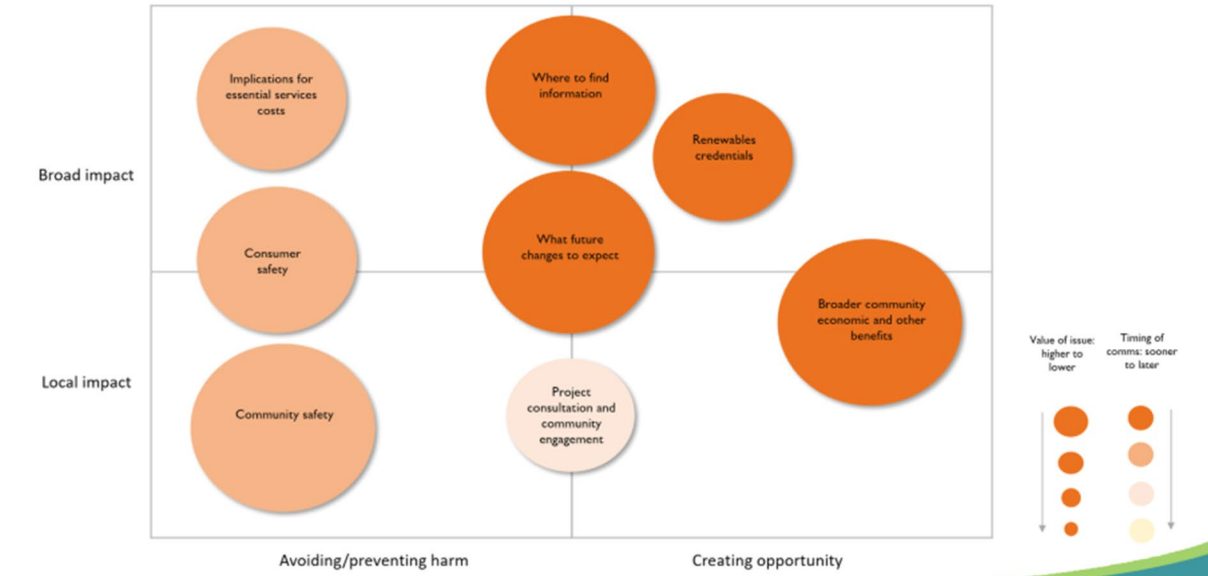 Implications for
essential services
costs
Where to find
information
Renewables
credentials
Broad impact
Consumer
safety
What future
changes to expect
Broader community
economic and other
benefits
Local impact
Community safety
Project
consultation and
community
engagement
Value of issue:
higher to
lower
Timing of
comms: sooner
to later
Avoiding/preventing harm
Creating opportunity